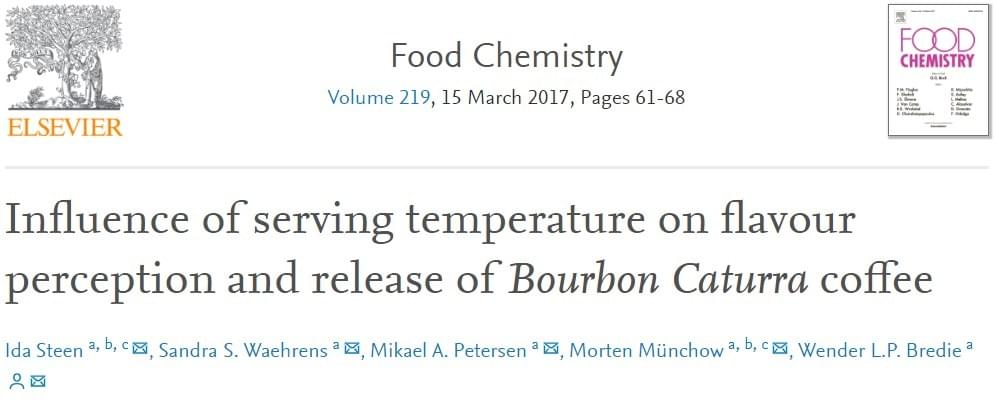 ELSEVIER
Food Chemistry
Volume 219, 15 March 2017, Pages 61-68
FOOD
CHEMISTRY
Influence of serving temperature on flavour
perception and release of Bourbon Caturra coffee
Ida Steen a, b, c, Sandra S. Waehrens a, Mikael A. Petersen a, Morten Münchow a, b, c, Wender L.P. Bredie a